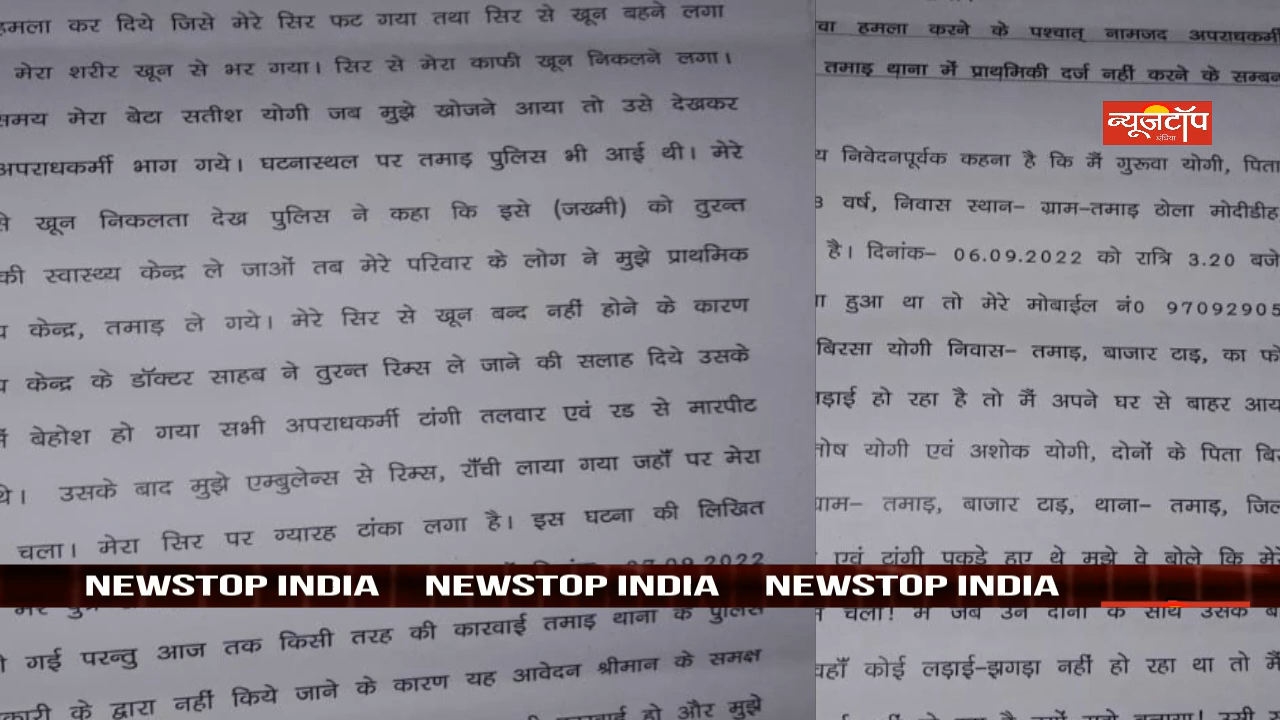 हमला कर दिये जिसे मेरे सिर फट गया तथा सिर से खून बहने लगा
मेरा शरीर खून से भर गया। सिर से मेरा काफी खून निकलने लगा।
समय मेरा बेटा सतीश योगी जब मुझे खोजने आया तो उसे देखकर
अपराधकर्मी भाग गये। घटनास्थल पर तमाड़ पुलिस भी आई थी। मेरे
से खून निकलता देख पुलिस ने कहा कि इसे (जख्मी) को तुरन्त
की स्वास्थ्य केन्द्र ले जाओं तब मेरे परिवार के लोग ने मुझे प्राथमिक
केन्द्र, तमाड़ ले गये। मेरे सिर से खून बन्द नहीं होने के कारण
केन्द्र के डॉक्टर साहब ने तुरन्त रिम्स ले जाने की सलाह दिये उसके
बेहोश हो गया सभी अपराधकर्मी टांगी तलवार एवं रड से मारपीट
थे। उसके बाद मुझे एम्बुलेन्स से रिम्स, राँची लाया गया जहाँ पर मेरा
चला। मेरा सिर पर ग्यारह टांका लगा है। इस घटना की लिखित
07.09.2022
गई परन्तु आज तक किसी तरह की कारवाई तमाड़ थाना के पुलिस
के द्वारा नहीं किये जाने के कारण यह आवेदन श्रीमान के समक्ष
हो और मुझे
हमला करने के पश्चात् नामजद अपराधकर्मी
तमाड़ थाना में प्राथमिकी दर्ज नहीं करने के
न्यूजटॉप
इंडिया
निवेदनपूर्वक कहना है कि मैं गुरूवा योगी, पिता
वर्ष, निवास स्थान– ग्राम–तमाड़ ठोला मोदीडीह
है। दिनांक– 06.09.2022 को रात्रि 3.20 बजे
हुआ था तो मेरे मोबाईल नं0 97092905
बिरसा योगी निवास– तमाड़, बाजार टाड़, का
हो रहा है तो मैं अपने घर से बाहर
योगी एवं अशोक योगी, दोनों के पिता
तमाड़, बाजार टाड़, थाना– तमाड़,
एवं टांगी पकड़े हुए थे मुझे वे बोले कि
चला! मैं जब उन दोनों के साथ उसके
वहाँ कोई लड़ाई–झगड़ा नहीं हो रहा था तो मैं
NEWSTOP INDIA NEWSTOP INDIA NEWSTOP INDIA